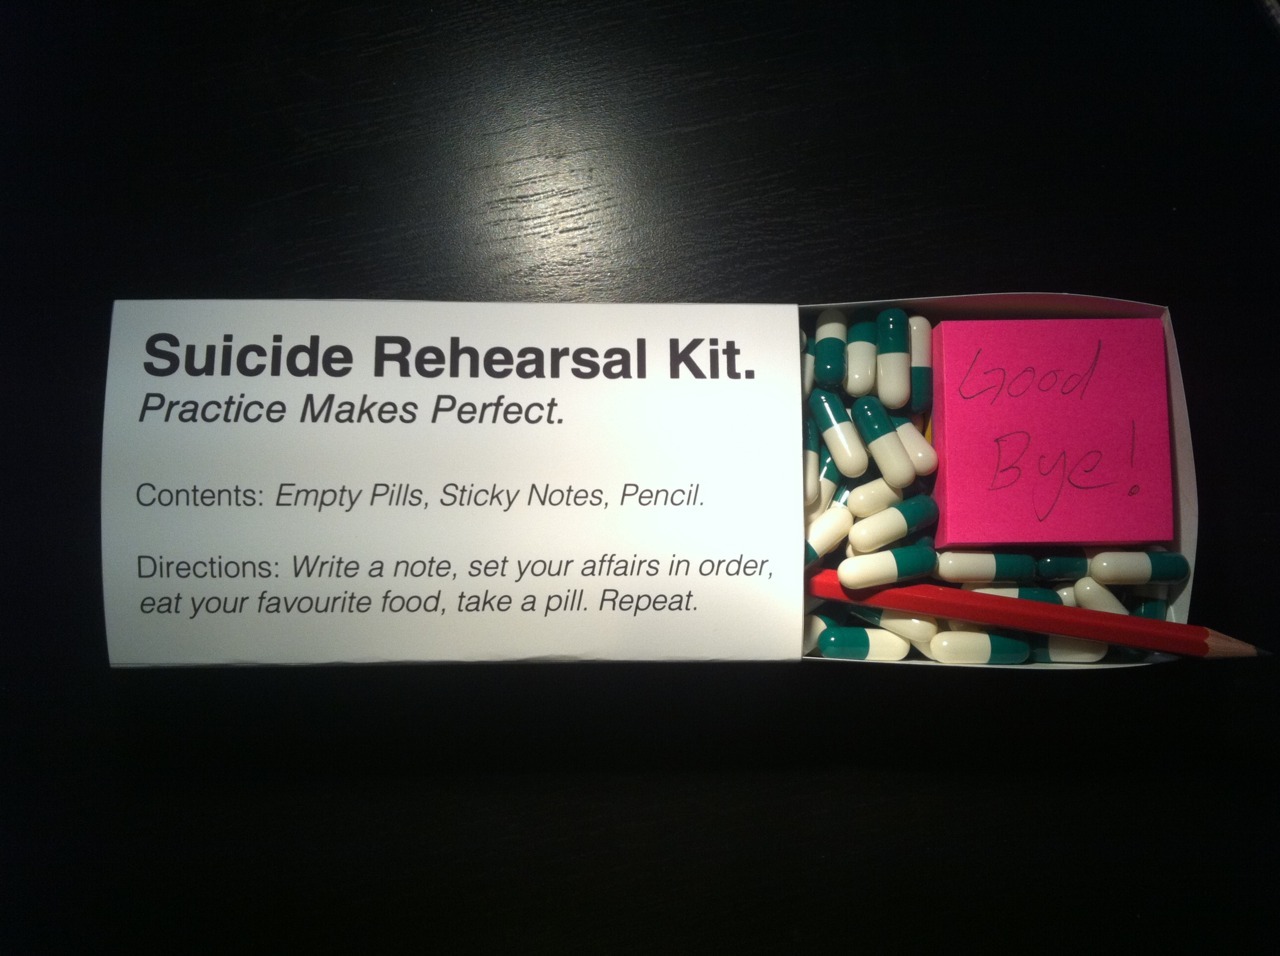 Suicide Rehearsal Kit.
Practice Makes Perfect.
Contents: Empty Pills, Sticky Notes, Pencil.
Directions: Write a note, set your affairs in order,
eat your favourite food, take a pill. Repeat.
Good
Bye!